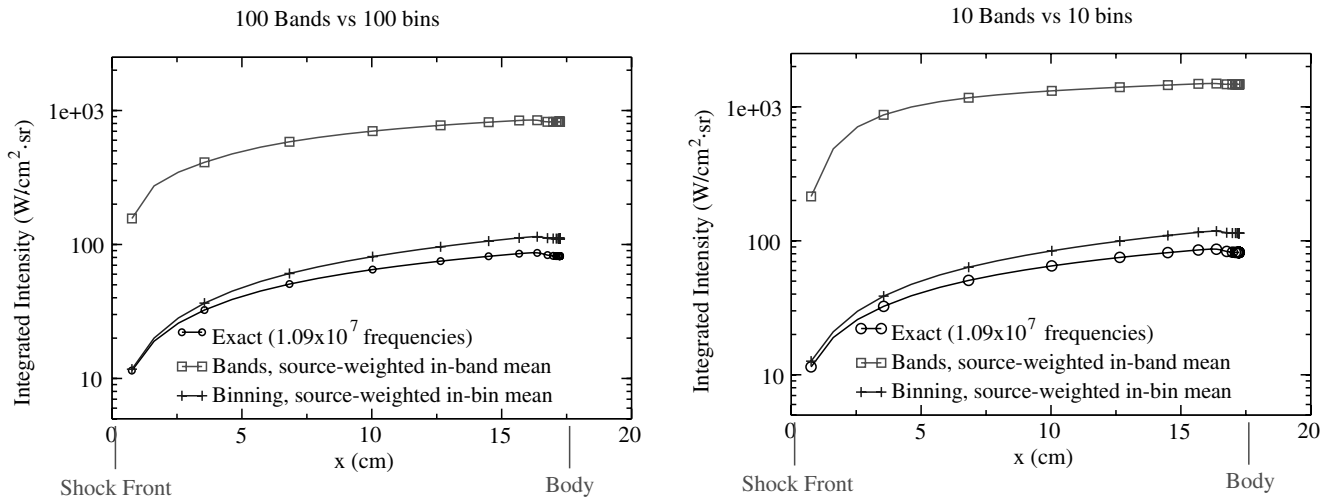 100 Bands vs 100 bins
Integrated Intensity (W/cm²·sr)
1e+03
100
10
Exact (1.09x10⁷ frequencies)
Bands, source-weighted in-band mean
Binning, source-weighted in-bin mean
0 5 10 15 20
x (cm)
Shock Front
Body
10 Bands vs 10 bins
Integrated Intensity (W/cm²·sr)
1e+03
100
10
Exact (1.09x10⁷ frequencies)
Bands, source-weighted in-band mean
Binning, source-weighted in-bin mean
0 5 10 15 20
x (cm)
Shock Front
Body